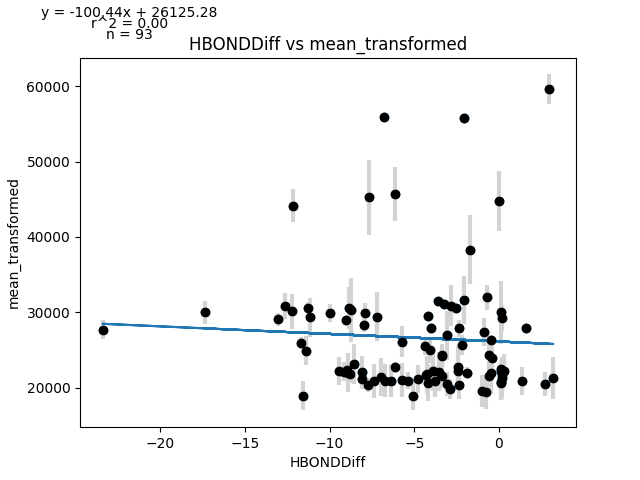 y = -100.44x + 26125.28
r^2 = 0.00
n = 93
HBONDDiff vs mean_transformed
60000
50000
40000
30000
20000
mean_transformed
−20
−15
−10
−5
0
HBONDDiff